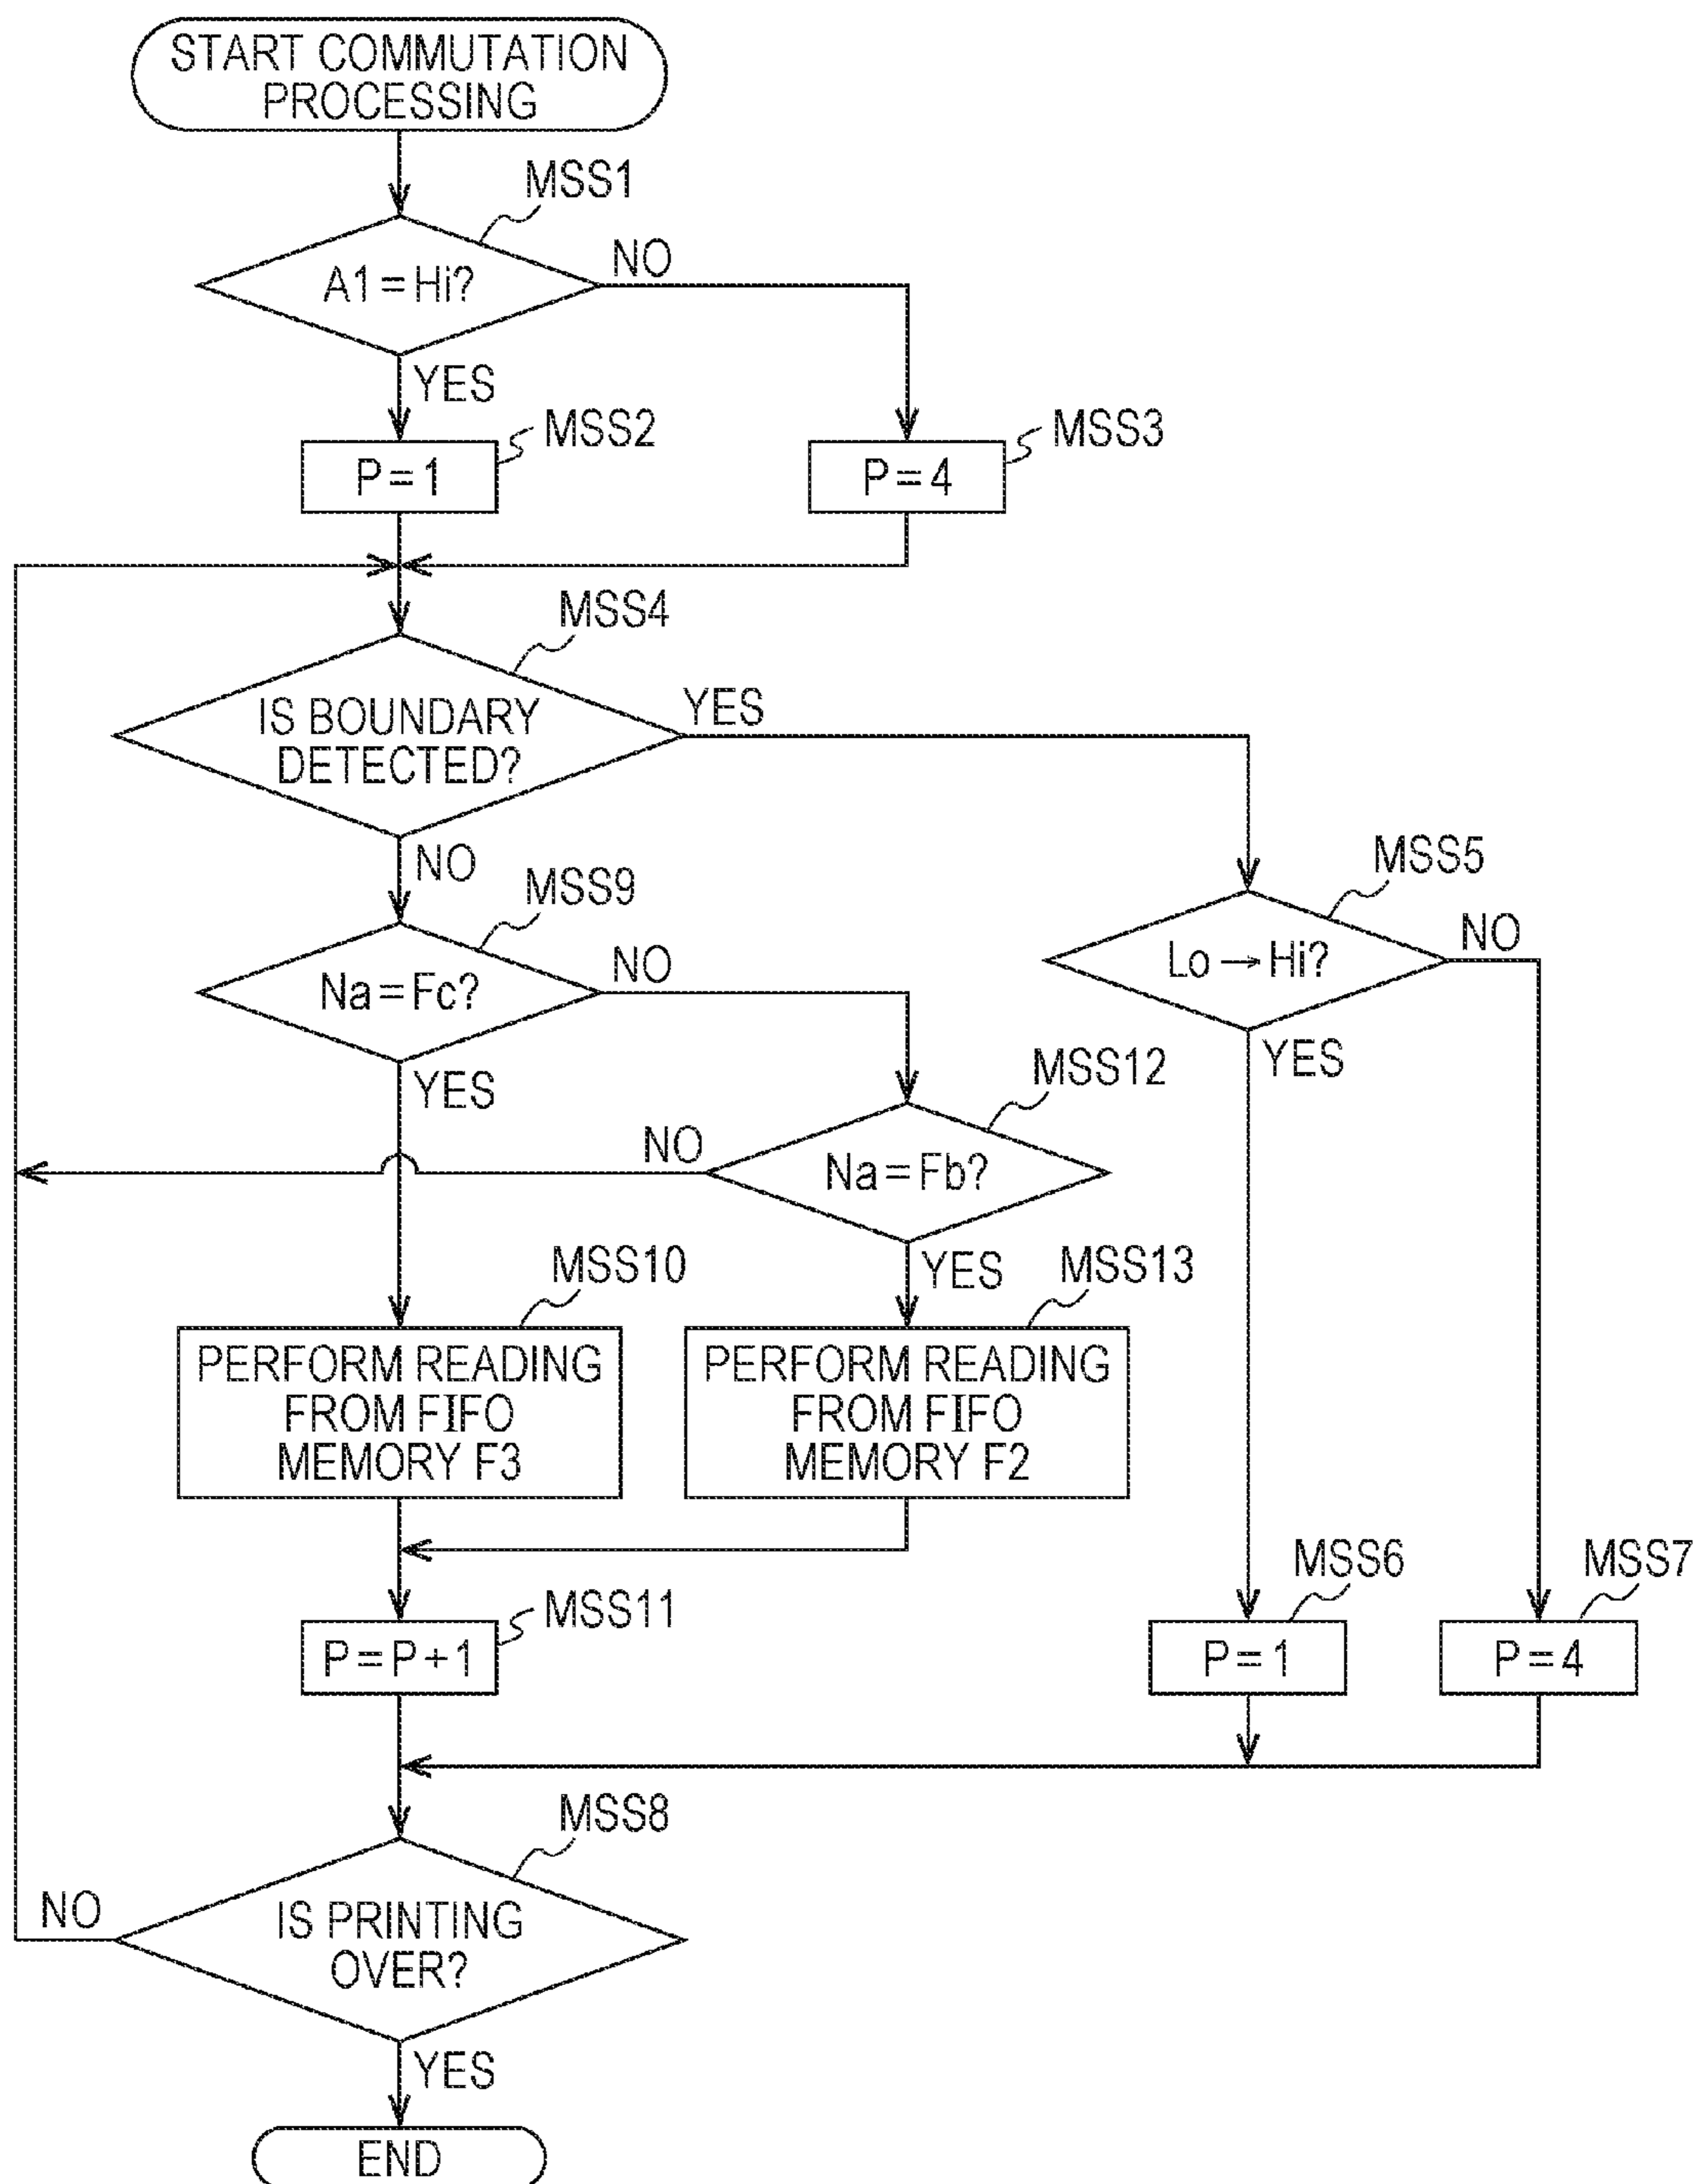 START COMMUTATION
PROCESSING
MSS1
A1=Hi?
NO
YES
MSS2
P=1
MSS3
P=4
MSS4
IS BOUNDARY
DETECTED?
YES
NO
MSS5
Lo→Hi?
NO
YES
MSS9
Na=Fc?
NO
YES
MSS12
Na=Fb?
NO
YES
MSS10
PERFORM READING
FROM FIFO
MEMORY F3
MSS13
PERFORM READING
FROM FIFO
MEMORY F2
MSS11
P=P+1
MSS6
P=1
MSS7
P=4
MSS8
IS PRINTING
OVER?
NO
YES
END